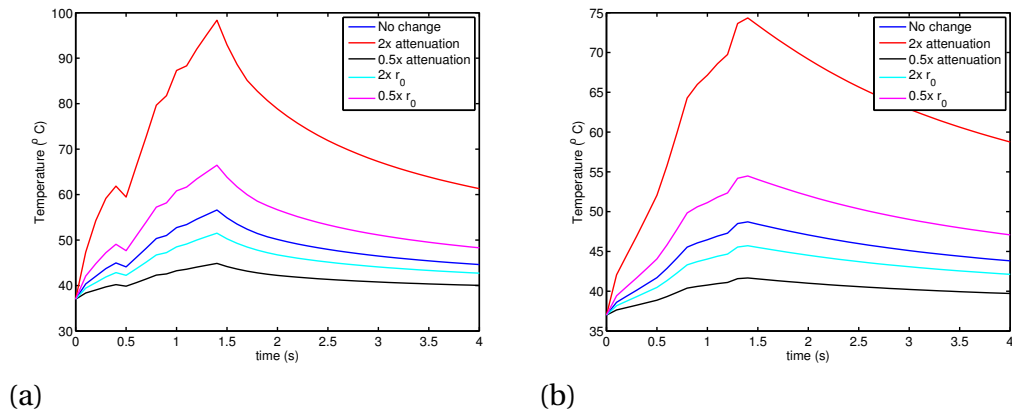 100
90
80
70
60
50
40
30
0
0.5
1
1.5
2
2.5
3
3.5
4
Temperature (⁰ C)
time (s)
No change
2x attenuation
0.5x attenuation
2x r₀
0.5x r₀
(a)
75
70
65
60
55
50
45
40
35
0
0.5
1
1.5
2
2.5
3
3.5
4
Temperature (⁰ C)
time (s)
No change
2x attenuation
0.5x attenuation
2x r₀
0.5x r₀
(b)